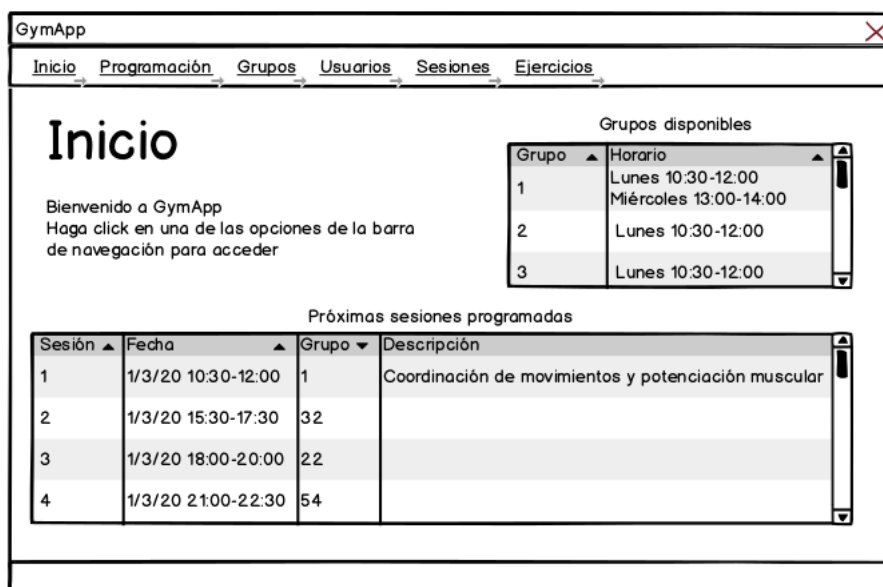 GymApp
Inicio Programación Grupos Usuarios Sesiones Ejercicios
Inicio
Bienvenido a GymApp
Haga click en una de las opciones de la barra
de navegación para acceder
Grupos disponibles
Grupo Horario
1 Lunes 10:30-12:00
Miércoles 13:00-14:00
2 Lunes 10:30-12:00
3 Lunes 10:30-12:00
Próximas sesiones programadas
Sesión Fecha Grupo Descripción
1 1/3/20 10:30-12:00 1 Coordinación de movimientos y potenciación muscular
2 1/3/20 15:30-17:30 32
3 1/3/20 18:00-20:00 22
4 1/3/20 21:00-22:30 54